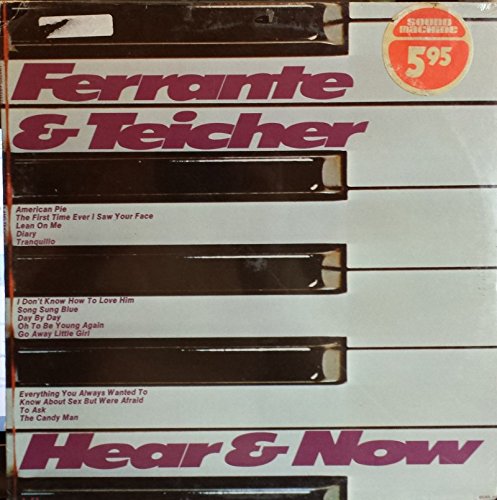 Ferrante
& Teicher
SOUND
MACHINE
5.95
American Pie
The First Time Ever I Saw Your Face
Lean On Me
Diary
Tranquillo
I Don't Know How To Love Him
Song Sung Blue
Day By Day
Oh To Be Young Again
Go Away Little Girl
Everything You Always Wanted To
Know About Sex But Were Afraid
To Ask
The Candy Man
Hear & Now